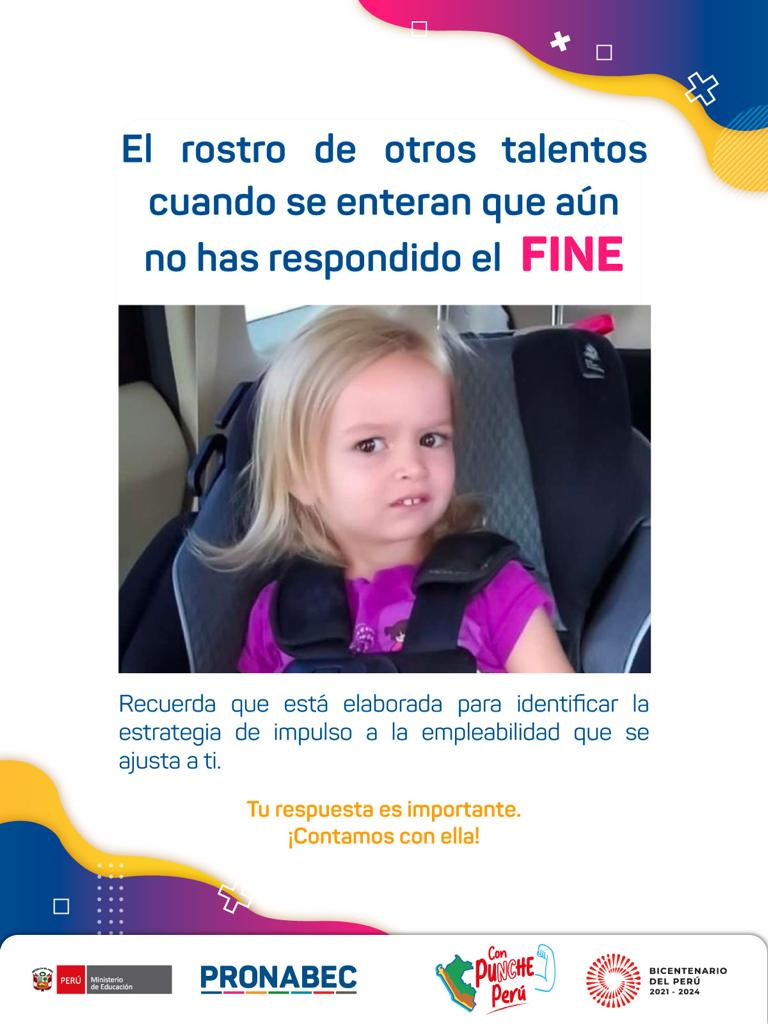 El rostro de otros talentos
cuando se enteran que aún
no has respondido el FINE
Recuerda que está elaborada para identificar la
estrategia de impulso a la empleabilidad que se
ajusta a ti.
Tu respuesta es importante.
¡Contamos con ella!
PERÚ Ministerio
de Educación
PRONABEC
Con
PUNCHE
Perú
BICENTENARIO
DEL PERÚ
2021 - 2024